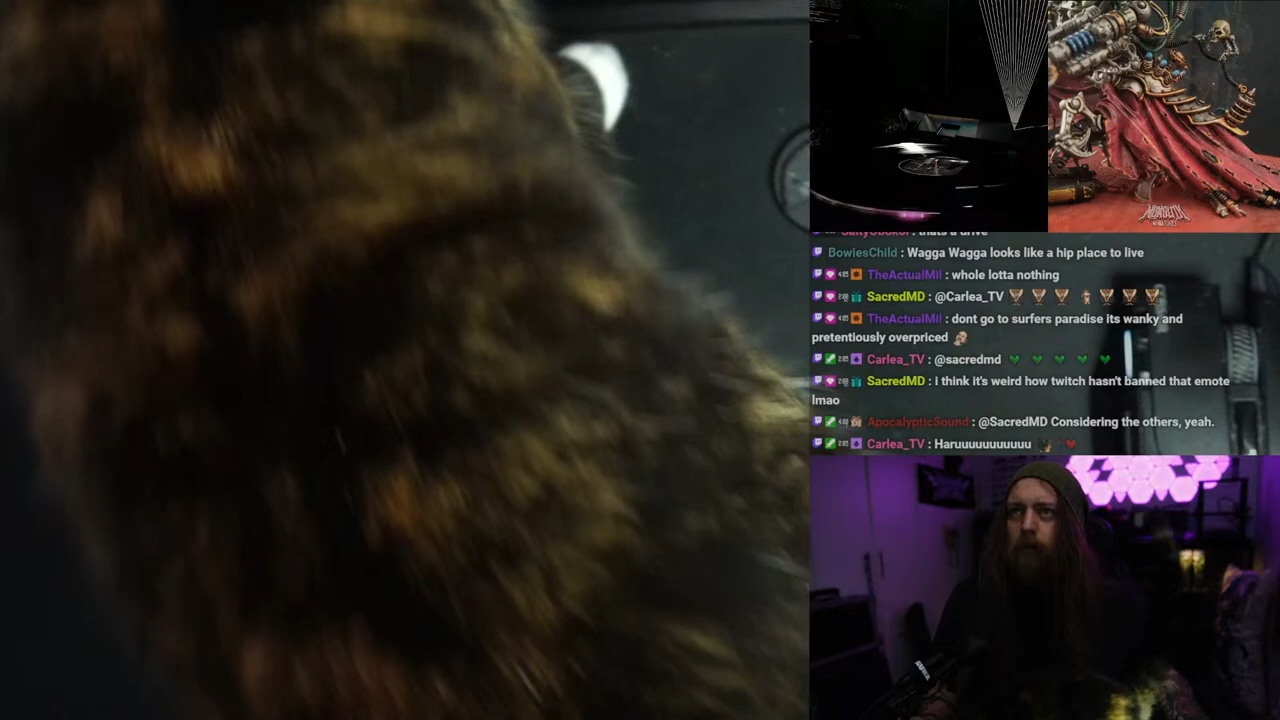 thats a drive
BowiesChild : Wagga Wagga looks like a hip place to live
TheActualMil : whole lotta nothing
SacredMD : @Carlea_TV
TheActualMil : dont go to surfers paradise its wanky and
pretentiously overpriced
Carlea_TV : @sacredmd
SacredMD : i think it's weird how twitch hasn't banned that emote
lmao
ApocalypticSound : @SacredMD Considering the others, yeah.
Carlea_TV : Haruuuuuuuuuuu